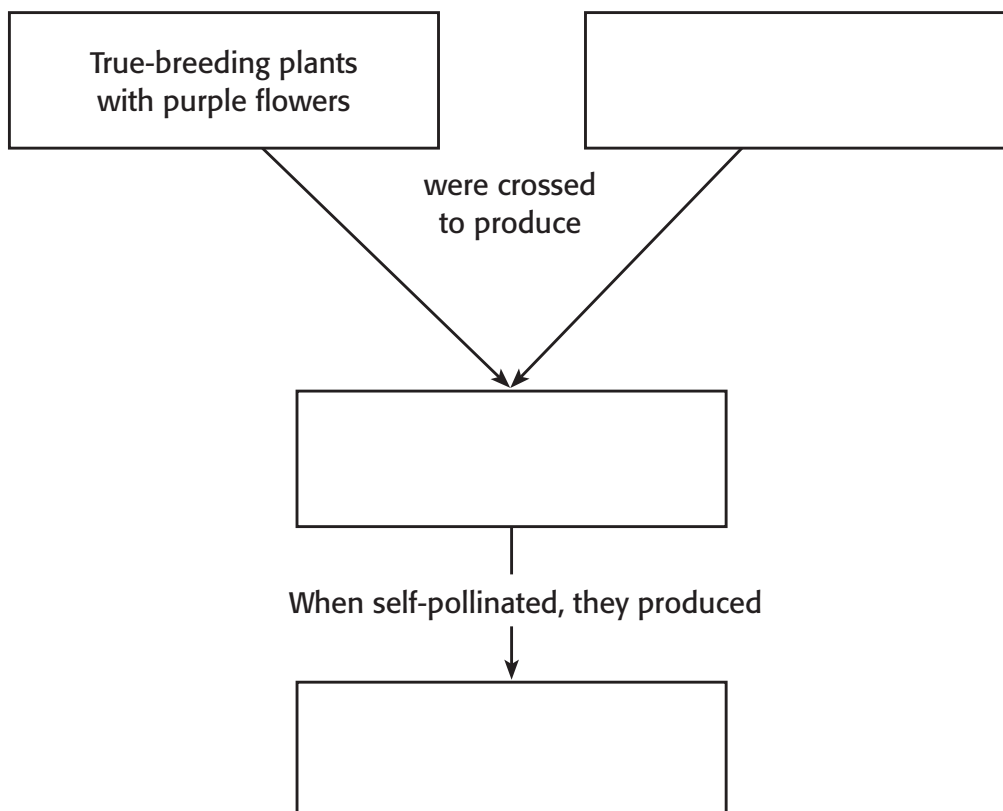 True-breeding plants
with purple flowers
were crossed
to produce
When self-pollinated, they produced